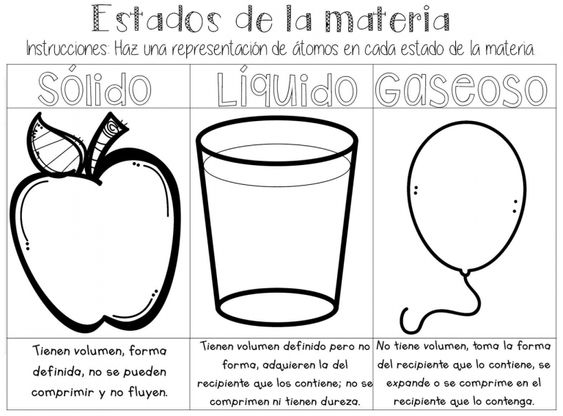 Estados de la materia
Instrucciones: Haz una representación de átomos en cada estado de la materia.
Sólido
Líquido
Gaseoso
Tienen volumen, forma
definida, no se pueden
comprimir y no fluyen.
Tienen volumen definido pero no
forma, adquieren la del
recipiente que los contiene; no se
comprimen ni tienen dureza.
No tiene volumen, toma la forma
del recipiente que lo contiene, se
expande o se comprime en el
recipiente que lo contenga.